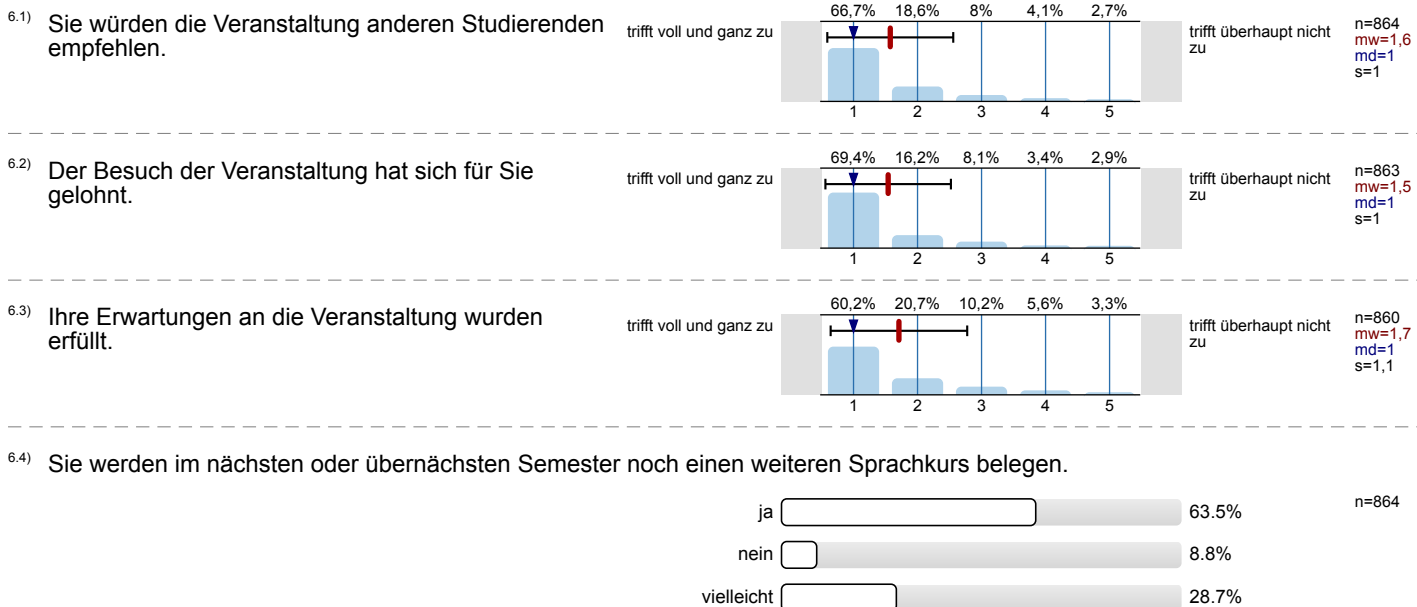 6.1) Sie würden die Veranstaltung anderen Studierenden
empfehlen.
trifft voll und ganz zu
66,7% 18,6% 8% 4,1% 2,7%
1 2 3 4 5
trifft überhaupt nicht
zu
n=864
mw=1,6
md=1
s=1
6.2) Der Besuch der Veranstaltung hat sich für Sie
gelohnt.
trifft voll und ganz zu
69,4% 16,2% 8,1% 3,4% 2,9%
1 2 3 4 5
trifft überhaupt nicht
zu
n=863
mw=1,5
md=1
s=1
6.3) Ihre Erwartungen an die Veranstaltung wurden
erfüllt.
trifft voll und ganz zu
60,2% 20,7% 10,2% 5,6% 3,3%
1 2 3 4 5
trifft überhaupt nicht
zu
n=860
mw=1,7
md=1
s=1,1
6.4) Sie werden im nächsten oder übernächsten Semester noch einen weiteren Sprachkurs belegen.
ja 63.5% n=864
nein 8.8%
vielleicht 28.7%